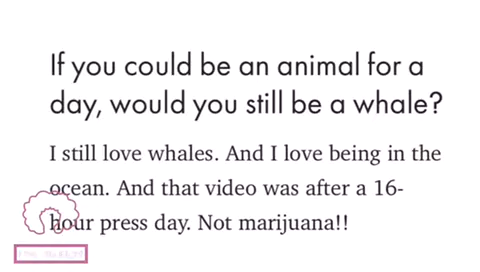 If you could be an animal for a
day, would you still be a whale?
I still love whales. And I love being in the
ocean. And that video was after a 16-
hour press day. Not marijuana!!